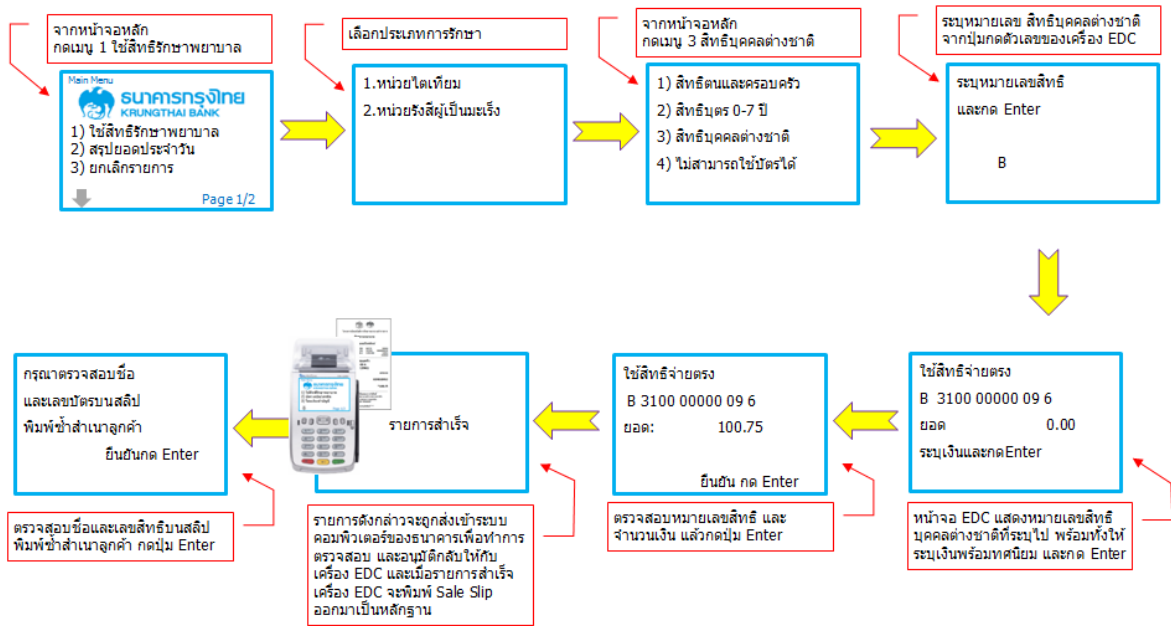 จากหน้าจอหลัก
กดเมนู 1 ใช้สิทธิรักษาพยาบาล
Main Menu
ธนาคารกรุงไทย
KRUNGTHAI BANK
1) ใช้สิทธิรักษาพยาบาล
2) สรุปยอดประจำวัน
3) ยกเลิกรายการ
Page 1/2
เลือกประเภทการรักษา
1.หน่วยไตเทียม
2.หน่วยรังสีผู้เป็นมะเร็ง
จากหน้าจอหลัก
กดเมนู 3 สิทธิบุคคลต่างชาติ
1) สิทธิตนและครอบครัว
2) สิทธิบุตร 0-7 ปี
3) สิทธิบุคคลต่างชาติ
4) ไม่สามารถใช้บัตรได้
ระบุหมายเลข สิทธิบุคคลต่างชาติ
จากปุ่มกดตัวเลขของเครื่อง EDC
ระบุหมายเลขสิทธิ
และกด Enter
B
ใช้สิทธิจ่ายตรง
B 3100 00000 09 6
ยอด 0.00
ระบุเงินและกดEnter
หน้าจอ EDC แสดงหมายเลขสิทธิ
บุคคลต่างชาติที่ระบุไป พร้อมทั้งให้
ระบุเงินพร้อมทศนิยม และกด Enter
ใช้สิทธิจ่ายตรง
B 3100 00000 09 6
ยอด: 100.75
ยืนยัน กด Enter
ตรวจสอบหมายเลขสิทธิ และ
จำนวนเงิน แล้วกดปุ่ม Enter
รายการสำเร็จ
รายการดังกล่าวจะถูกส่งเข้าระบบ
คอมพิวเตอร์ของธนาคารเพื่อทำการ
ตรวจสอบ และอนุมัติกลับให้กับ
เครื่อง EDC และเมื่อรายการสำเร็จ
เครื่อง EDC จะพิมพ์ Sale Slip
ออกมาเป็นหลักฐาน
กรุณาตรวจสอบชื่อ
และเลขบัตรบนสลิป
พิมพ์ซ้ำสำเนาลูกค้า
ยืนยันกด Enter
ตรวจสอบชื่อและเลขสิทธิบนสลิป
พิมพ์ซ้ำสำเนาลูกค้า กดปุ่ม Enter